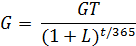 G = GT / (1 + L)^{t/365}